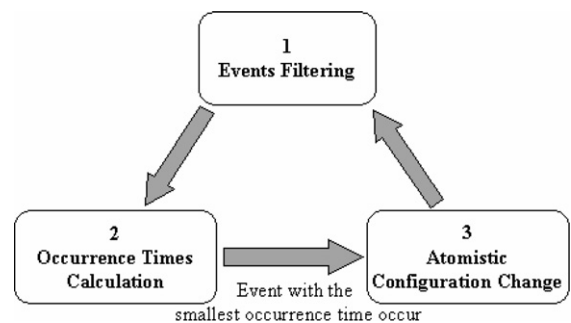 1
Events Filtering
2
Occurrence Times
Calculation
3
Atomistic
Configuration Change
Event with the
smallest occurrence time occur